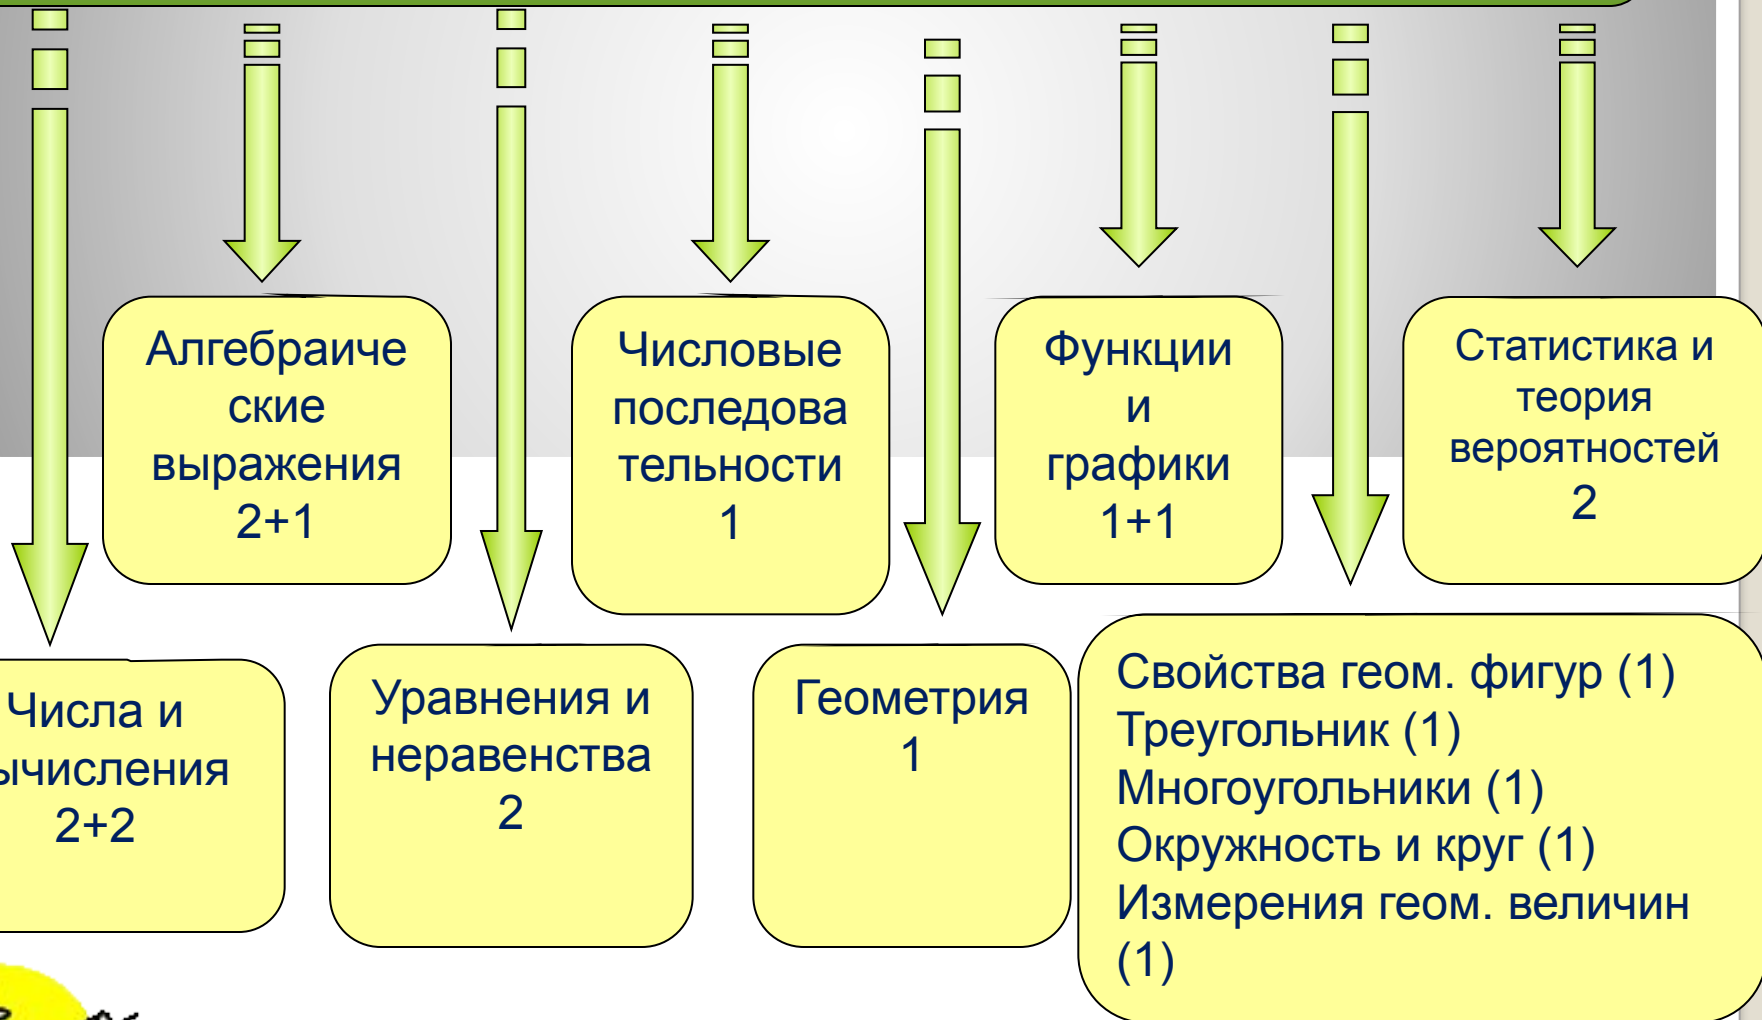 Алгебраиче
ские
выражения
2+1
Числовые
последова
тельности
1
Функции
и
графики
1+1
Статистика и
теория
вероятностей
2
Числа и
ычисления
2+2
Уравнения и
неравенства
2
Геометрия
1
Свойства геом. фигур (1)
Треугольник (1)
Многоугольники (1)
Окружность и круг (1)
Измерения геом. величин
(1)